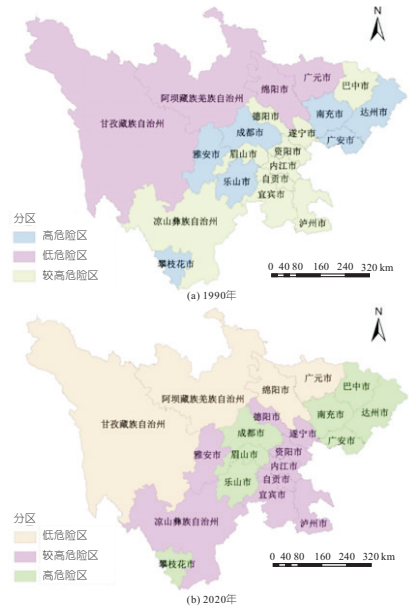 N
广元市
巴中市
绵阳市
阿坝藏族羌族自治州
南充市
达州市
德阳市
甘孜藏族自治州
成都市
遂宁市
广安市
雅安市
眉山市
资阳市
内江市
乐山市
自贡市
宜宾市
凉山彝族自治州
泸州市
攀枝花市
分区
高危险区
低危险区
较高危险区
0 40 80 160 240 320 km
(a) 1990年
N
广元市
巴中市
绵阳市
阿坝藏族羌族自治州
南充市
达州市
德阳市
甘孜藏族自治州
成都市
遂宁市
广安市
雅安市
眉山市
资阳市
内江市
乐山市
自贡市
宜宾市
凉山彝族自治州
泸州市
攀枝花市
分区
低危险区
较高危险区
高危险区
0 40 80 160 240 320 km
(b) 2020年